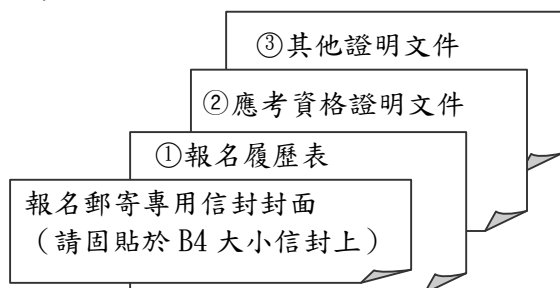 ③其他證明文件
②應考資格證明文件
①報名履歷表
報名郵寄專用信封封面
（請固貼於 B4 大小信封上）